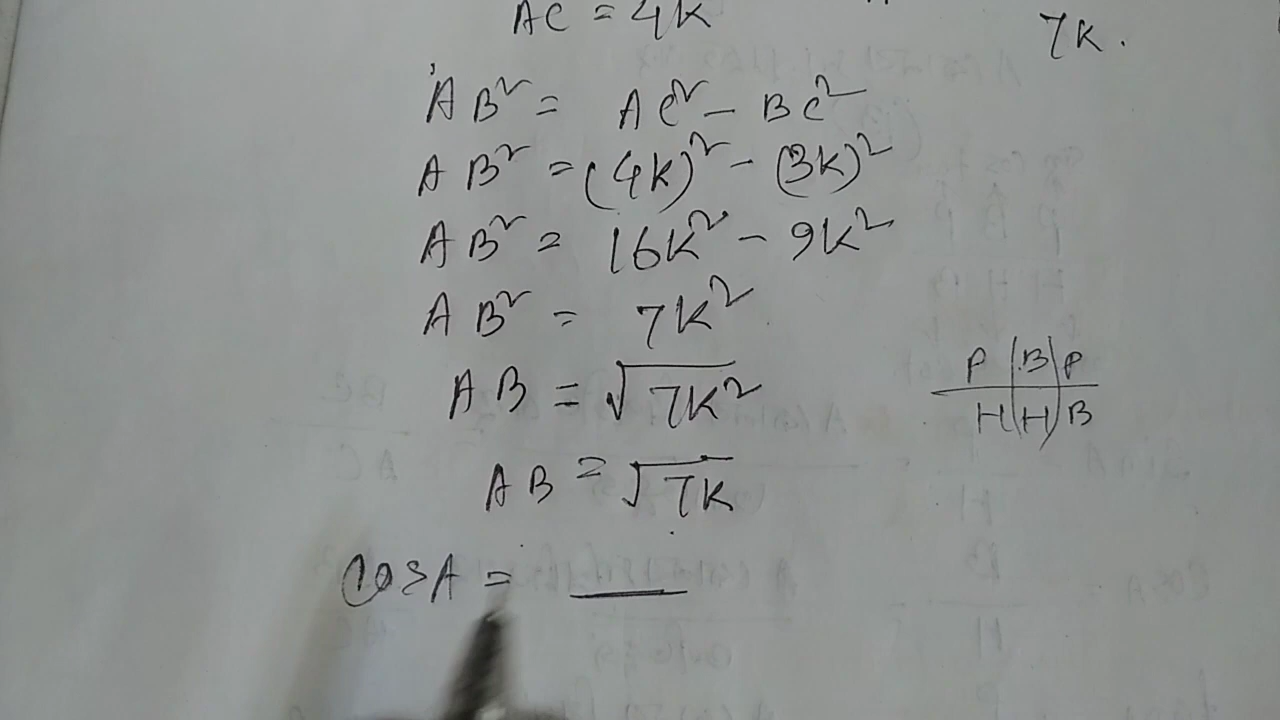 AC = 4K
7K.
AB² = AC² - BC²
AB² = (4K)² - (3K)²
AB² = 16K² - 9K²
AB² = 7K²
P | B | P
H | H | B
AB = √7K²
AB = √7K
CosA =